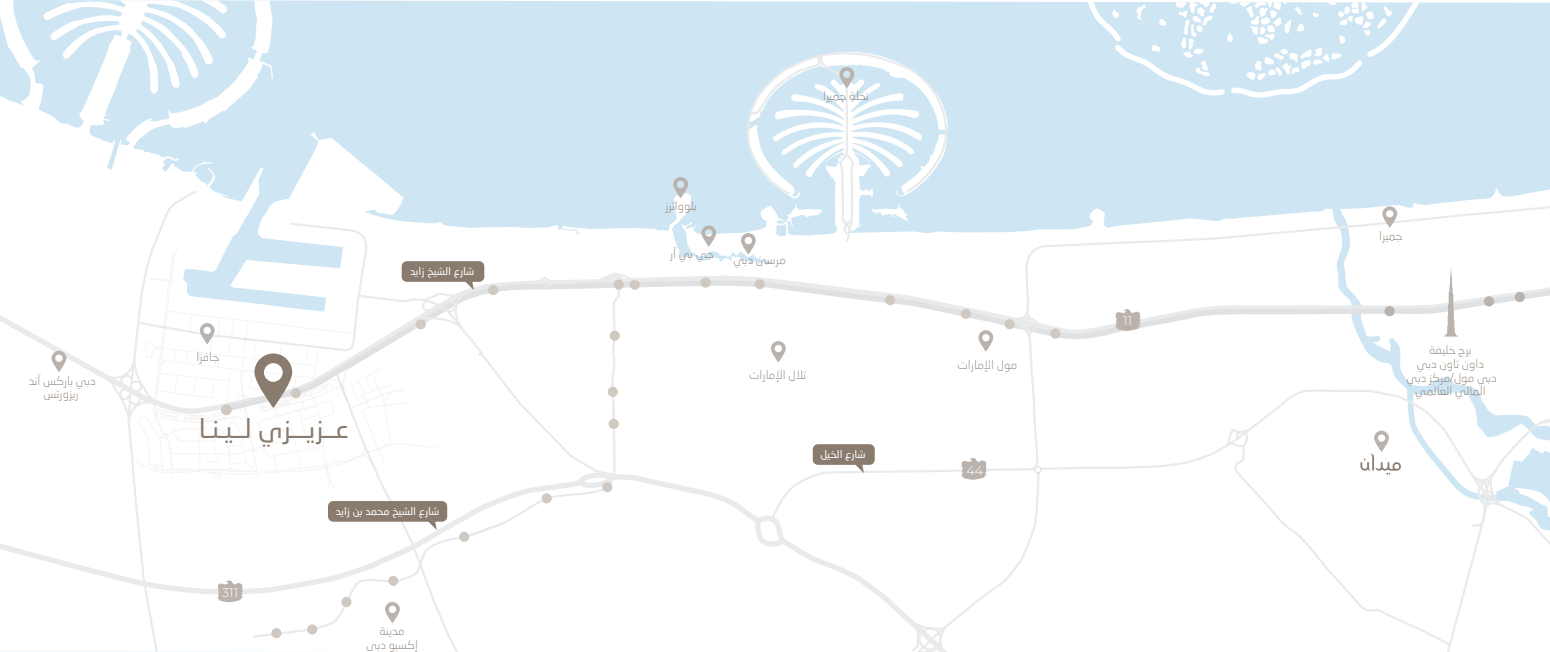 نخلة جميرا
بلوواترز
جي بي آر
مرسى دبي
جميرا
شارع الشيخ زايد
11
برج خليفة
داون تاون دبي
دبي مول/مركز دبي
المالي العالمي
مول الإمارات
تلال الإمارات
جافزا
دبي باركس آند
ريزورتس
عزيزي لينا
ميدان
شارع الخيل
44
شارع الشيخ محمد بن زايد
311
مدينة
إكسبو دبي